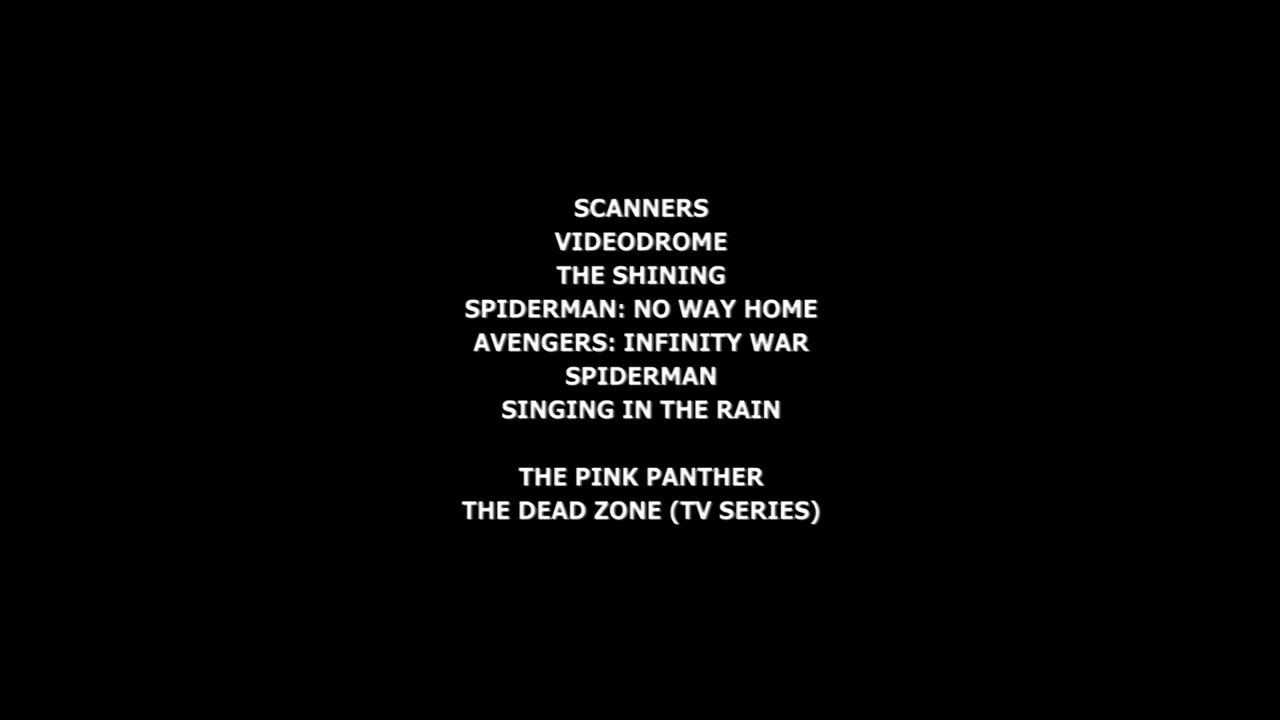 SCANNERS
VIDEODROME
THE SHINING
SPIDERMAN: NO WAY HOME
AVENGERS: INFINITY WAR
SPIDERMAN
SINGING IN THE RAIN
THE PINK PANTHER
THE DEAD ZONE (TV SERIES)